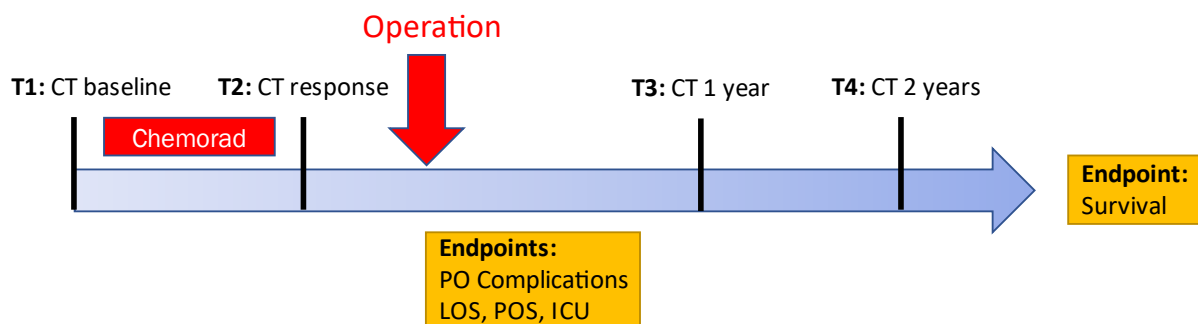 Operation
T1: CT baseline
T2: CT response
T3: CT 1 year
T4: CT 2 years
Chemorad
Endpoint:
Survival
Endpoints:
PO Complications
LOS, POS, ICU